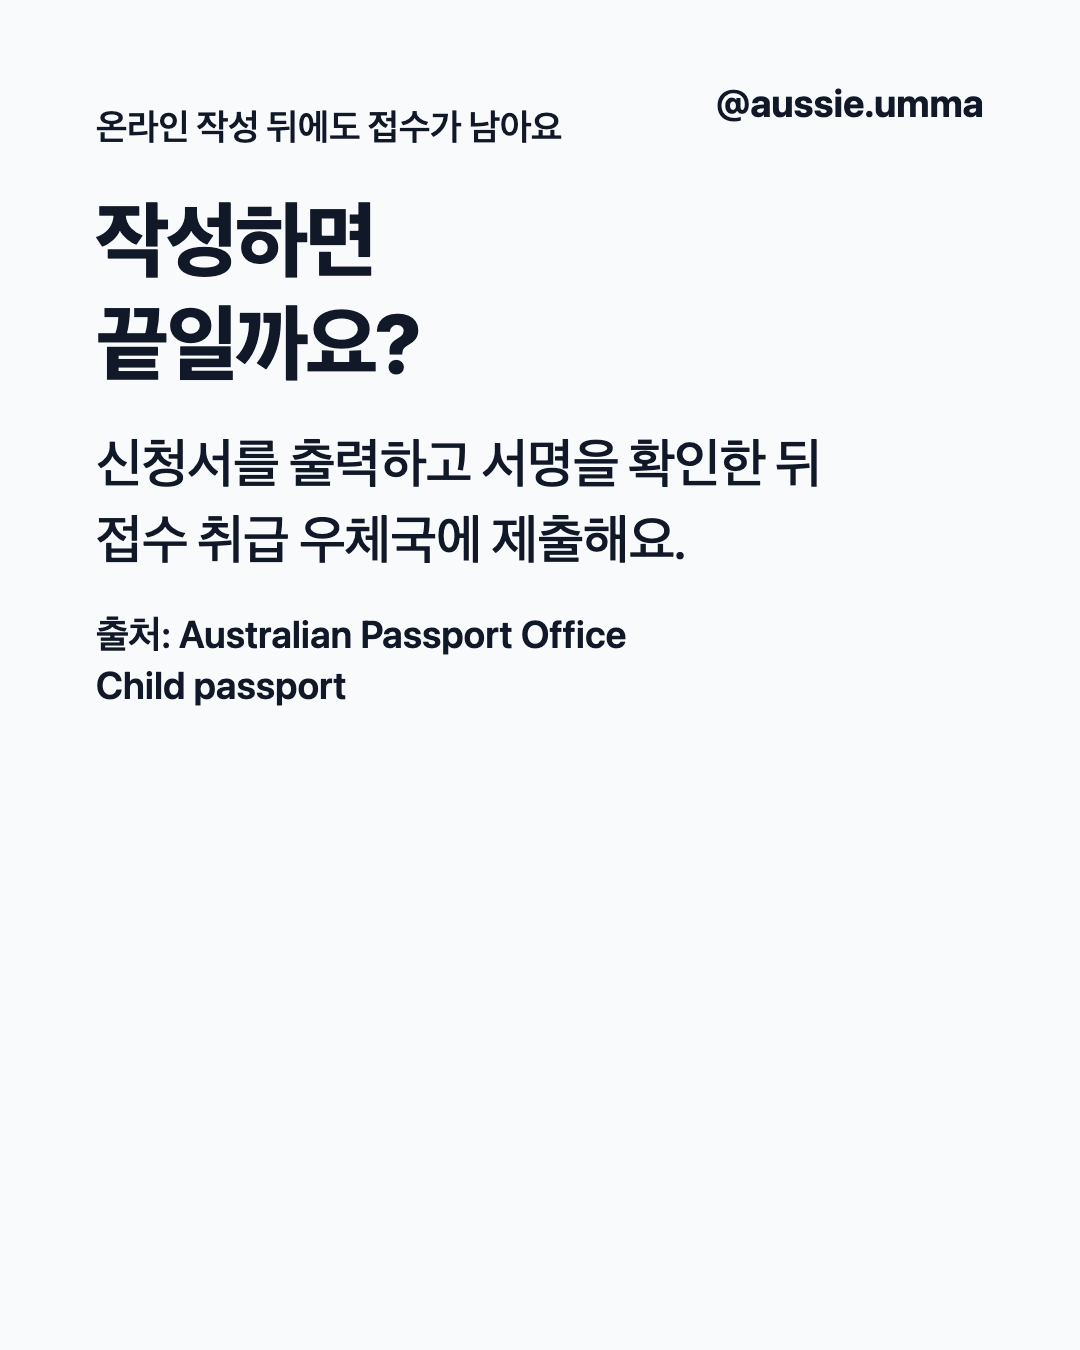 @aussie.umma
온라인 작성 뒤에도 접수가 남아요
작성하면
끝일까요?
신청서를 출력하고 서명을 확인한 뒤
접수 취급 우체국에 제출해요.
출처: Australian Passport Office
Child passport